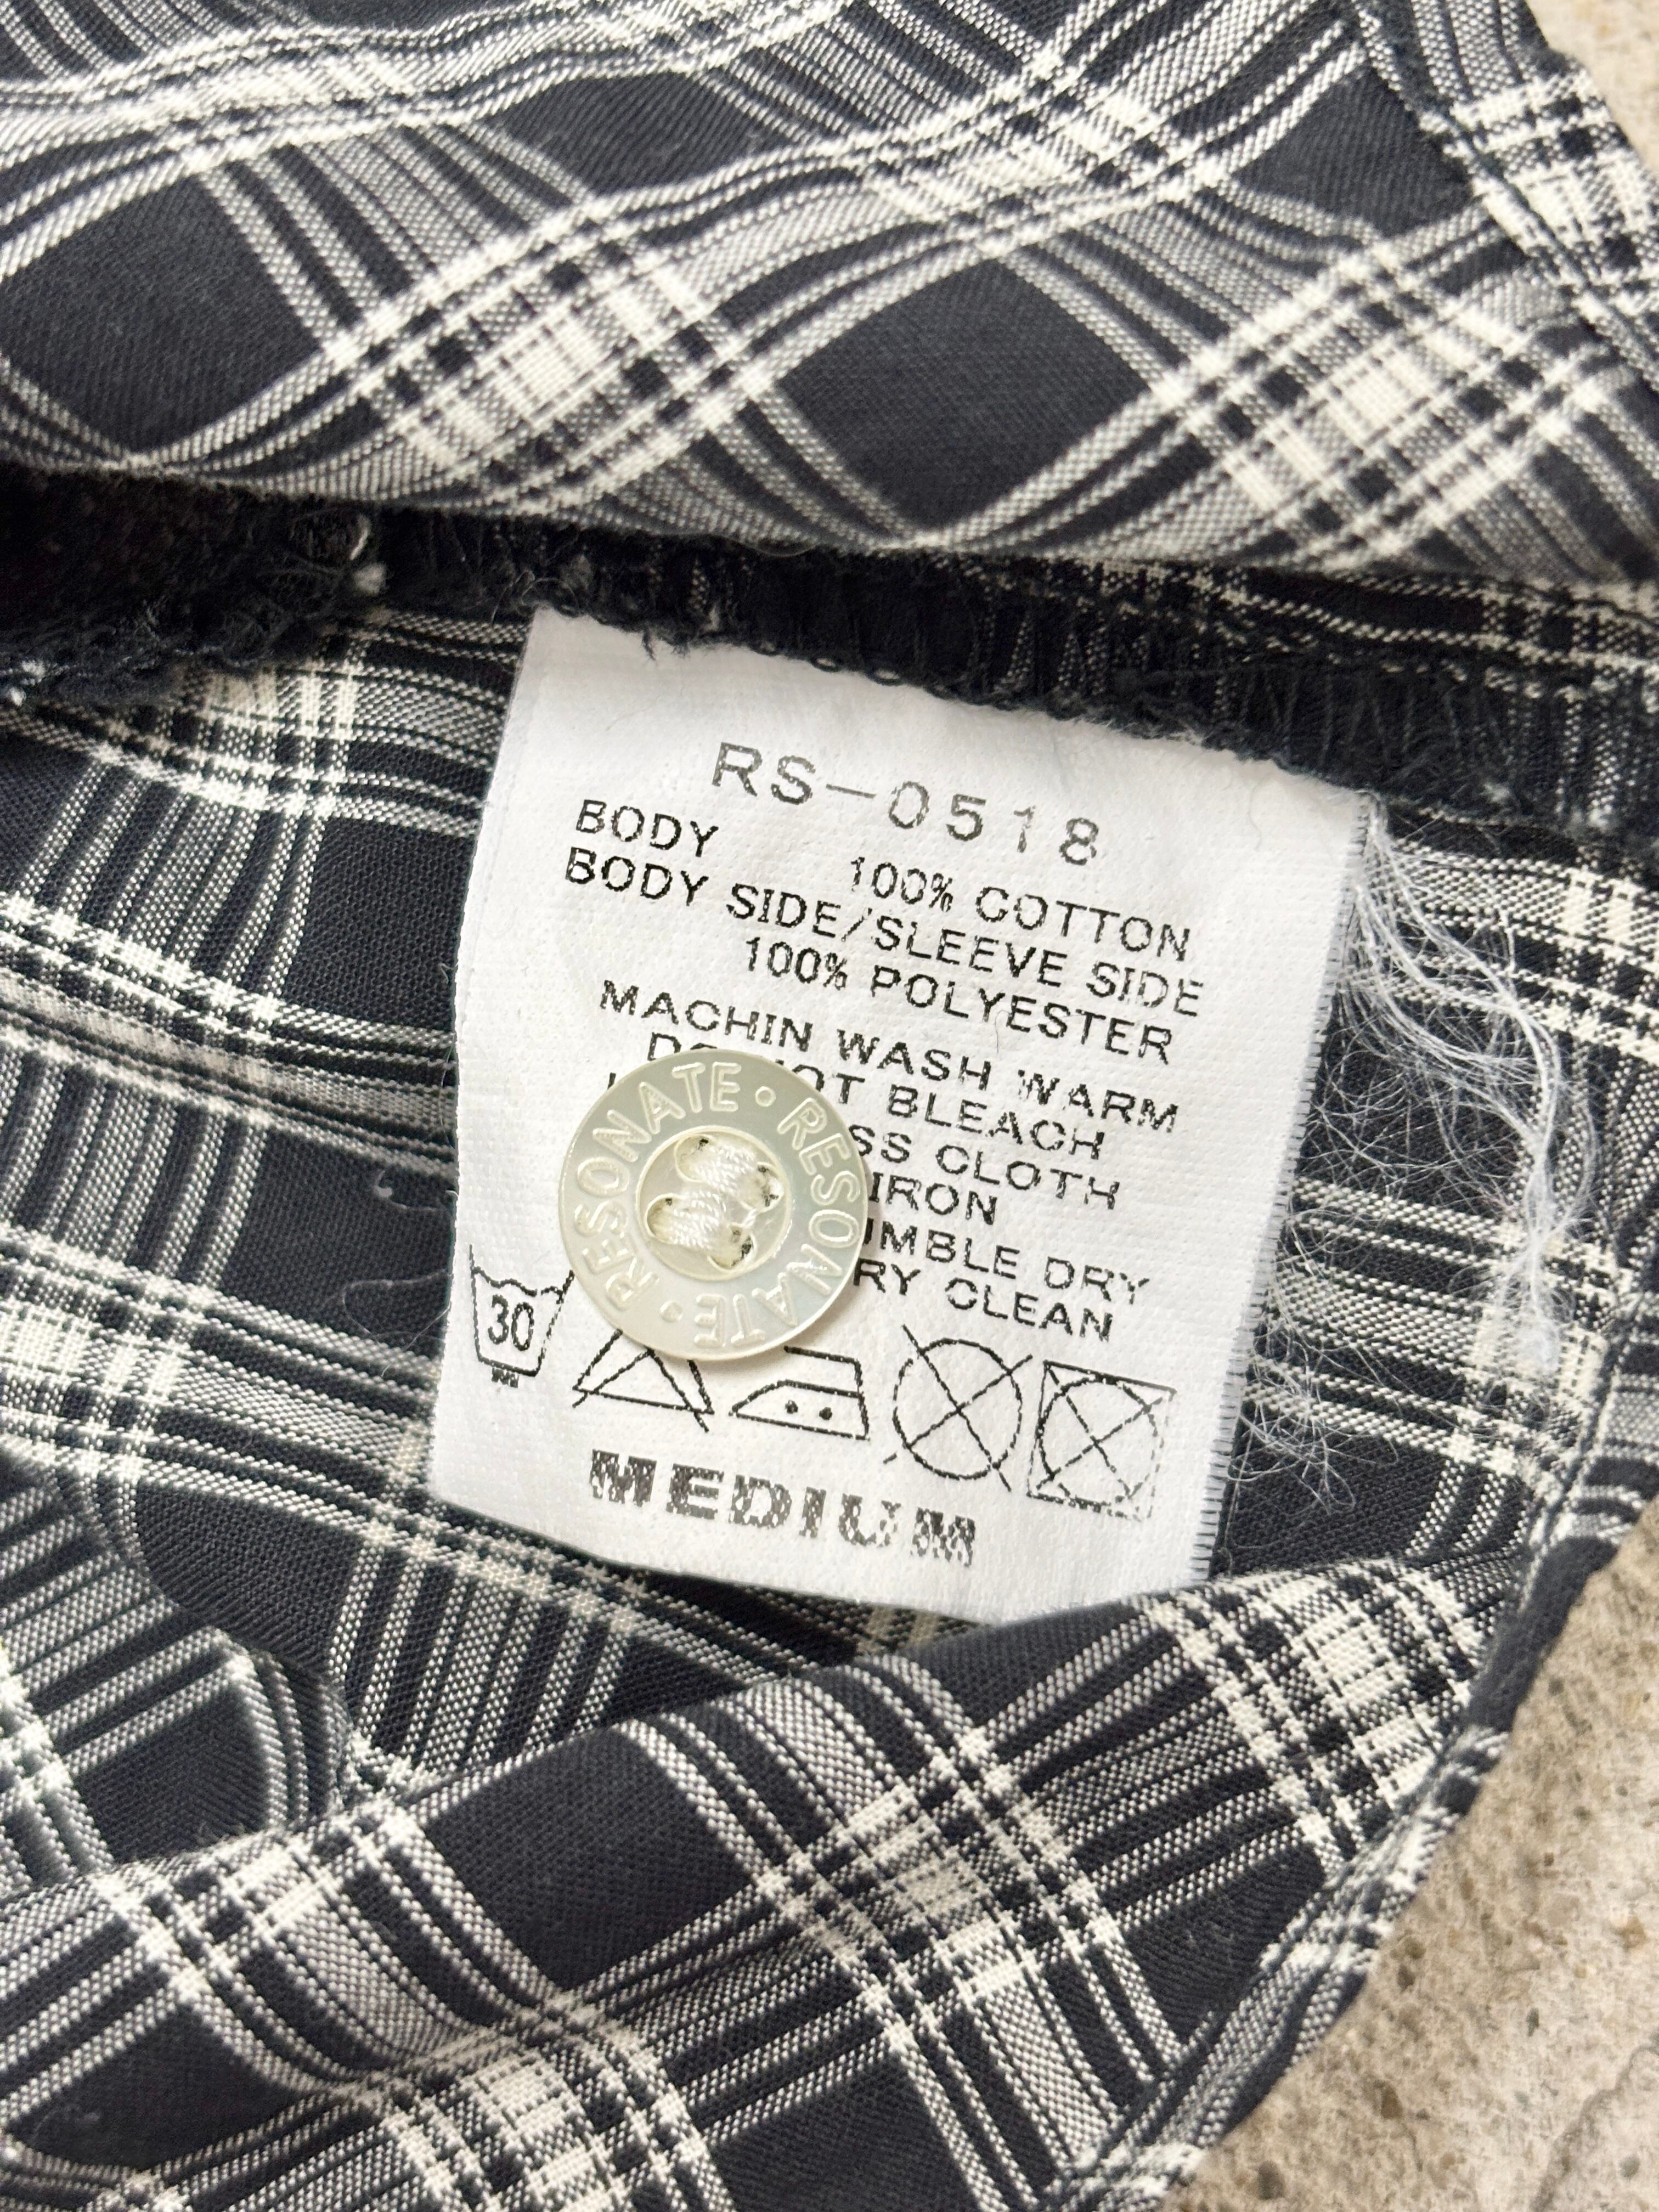 RS-0518
BODY
100% COTTON
BODY SIDE/SLEEVE SIDE
100% POLYESTER
MACHIN WASH WARM
BLEACH
CLOTH
IRON
DRY
CLEAN
RESONATE • RESONATE •
30
MEDIUM